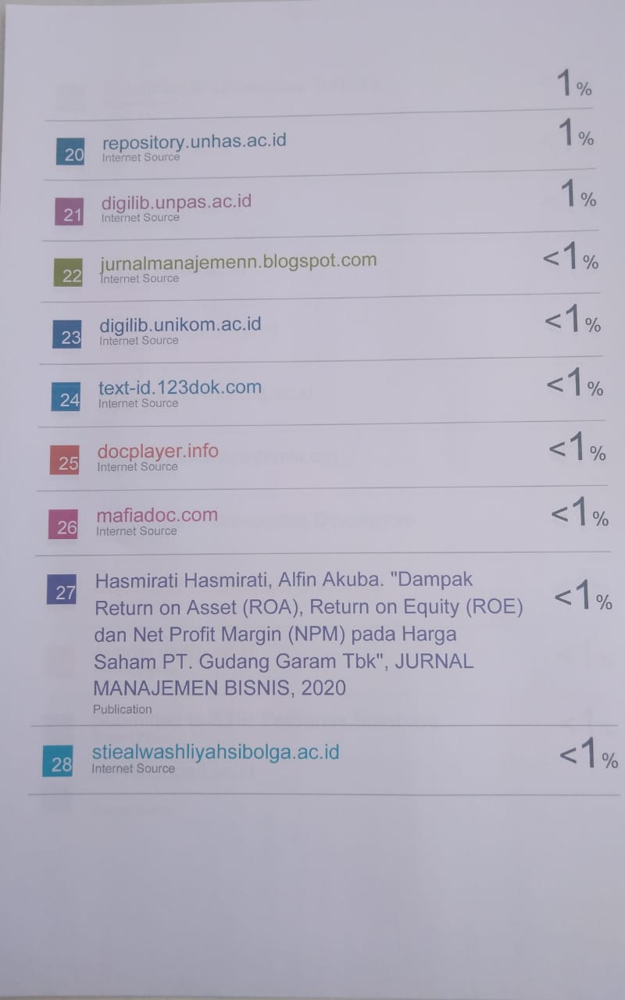 1%
20 repository.unhas.ac.id 1%
Internet Source
21 digilib.unpas.ac.id 1%
Internet Source
22 jurnalmanajemenn.blogspot.com <1%
Internet Source
23 digilib.unikom.ac.id <1%
Internet Source
24 text-id.123dok.com <1%
Internet Source
25 docplayer.info <1%
Internet Source
26 mafiadoc.com <1%
Internet Source
27 Hasmirati Hasmirati, Alfin Akuba. "Dampak <1%
Return on Asset (ROA), Return on Equity (ROE)
dan Net Profit Margin (NPM) pada Harga
Saham PT. Gudang Garam Tbk", JURNAL
MANAJEMEN BISNIS, 2020
Publication
28 stiealwashliyahsibolga.ac.id <1%
Internet Source